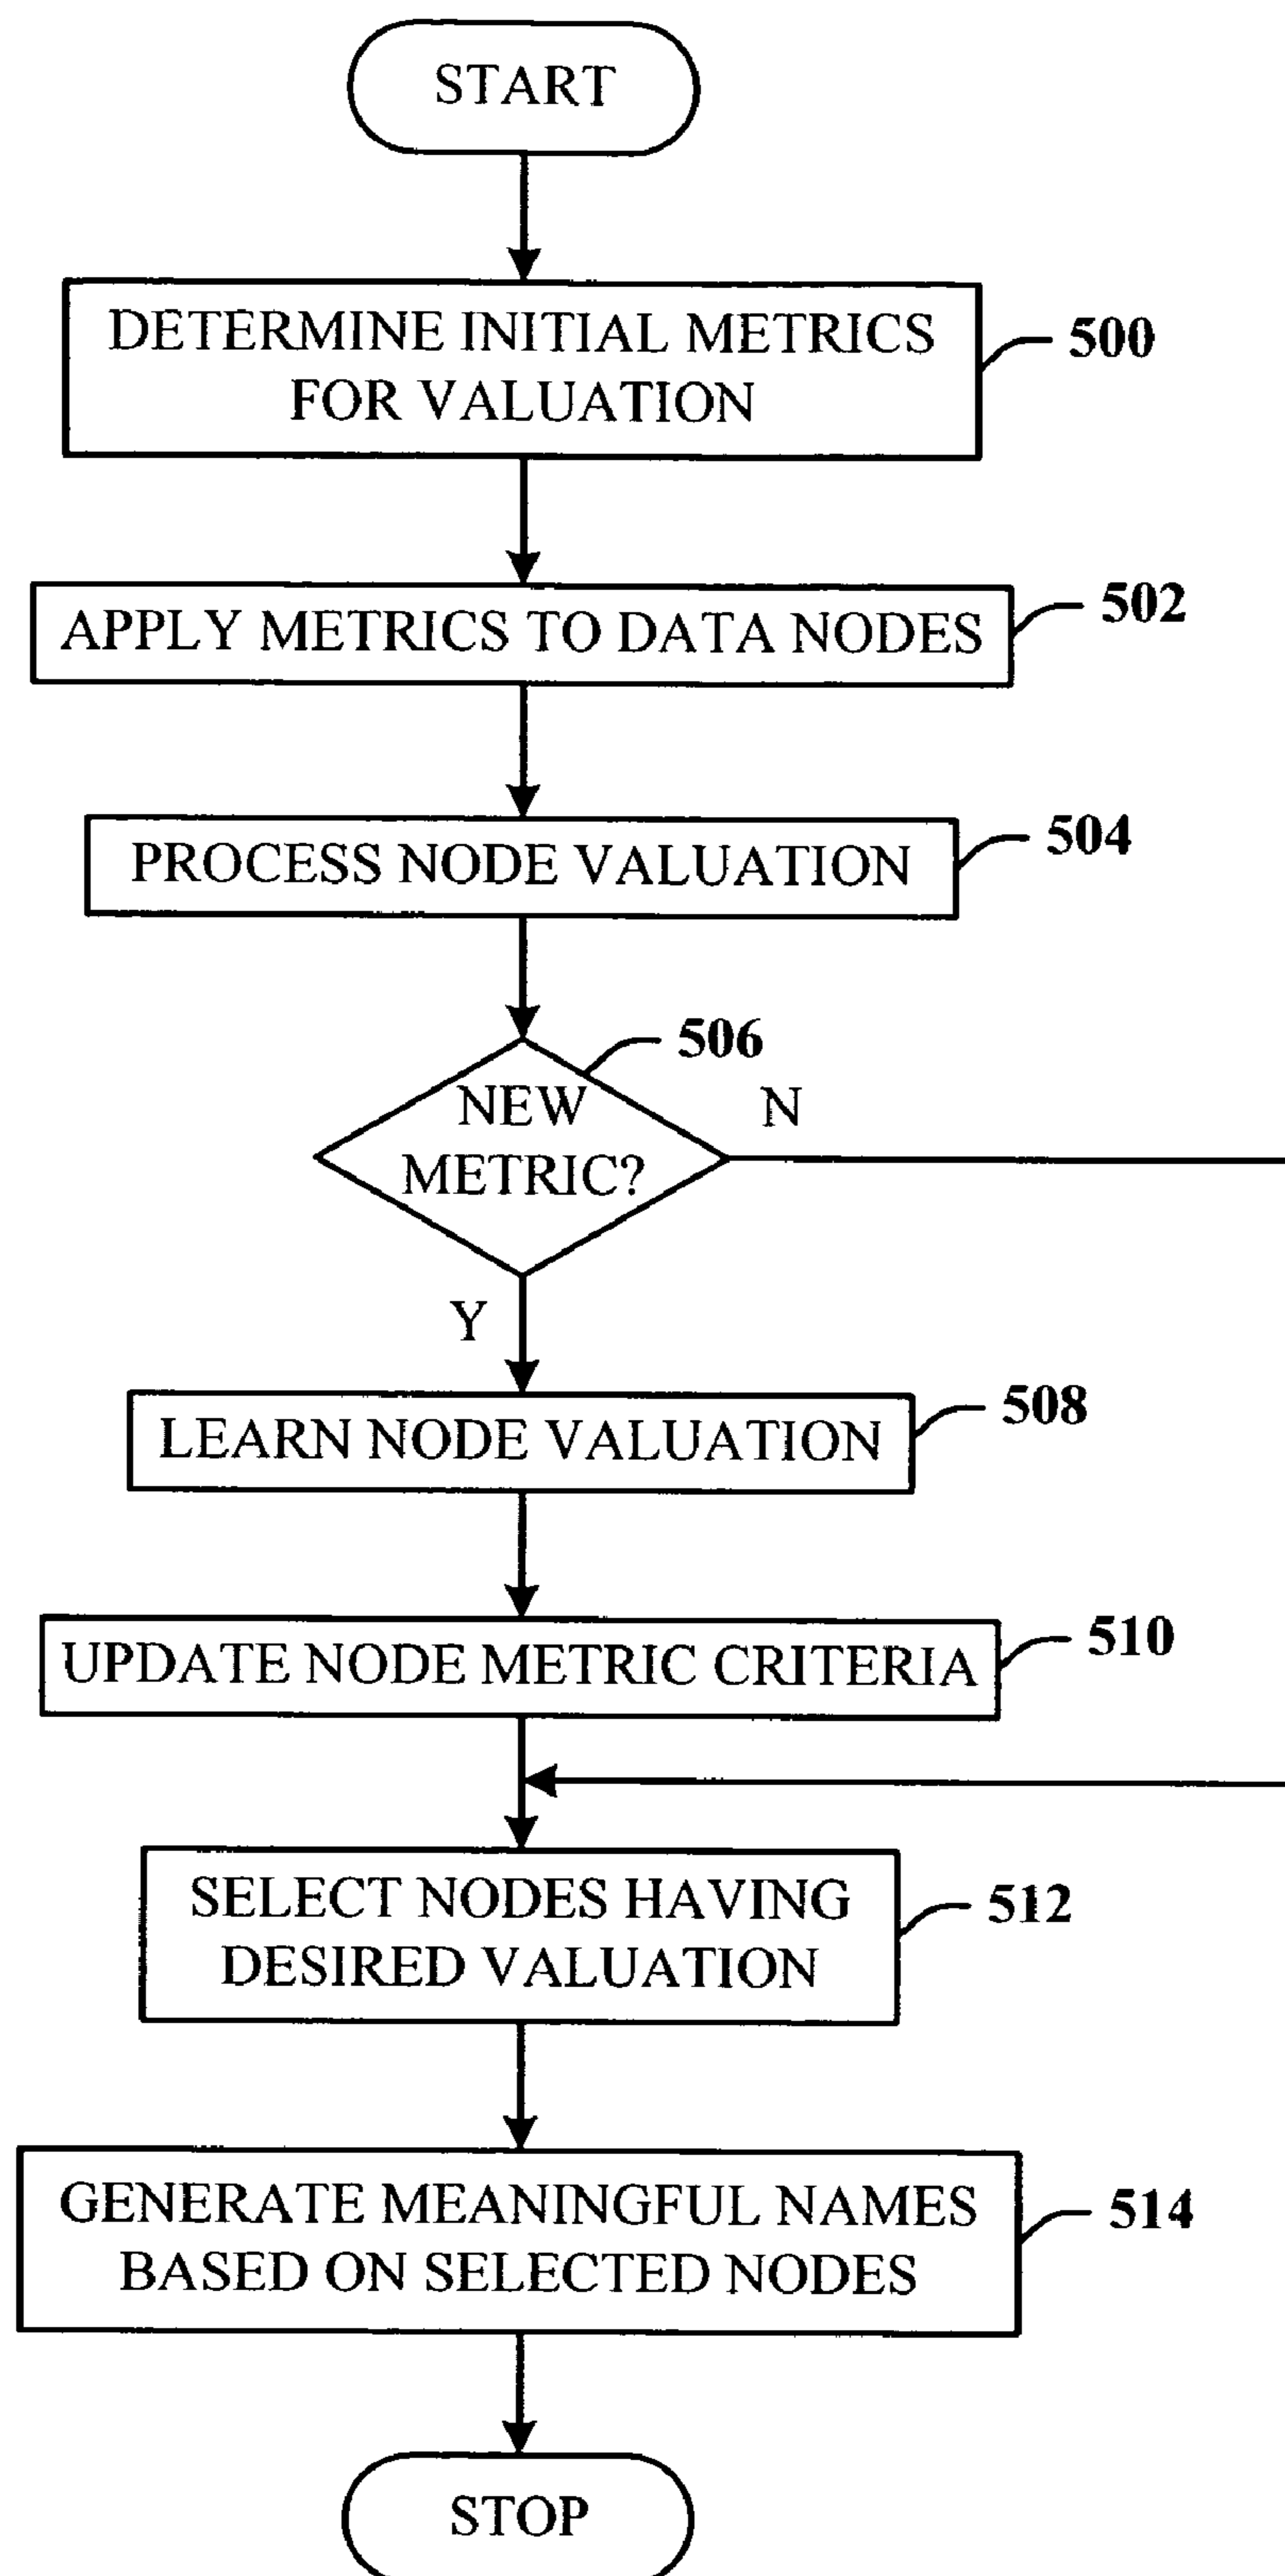 START
DETERMINE INITIAL METRICS
FOR VALUATION
500
APPLY METRICS TO DATA NODES
502
PROCESS NODE VALUATION
504
506
NEW
METRIC?
N
Y
LEARN NODE VALUATION
508
UPDATE NODE METRIC CRITERIA
510
SELECT NODES HAVING
DESIRED VALUATION
512
GENERATE MEANINGFUL NAMES
BASED ON SELECTED NODES
514
STOP